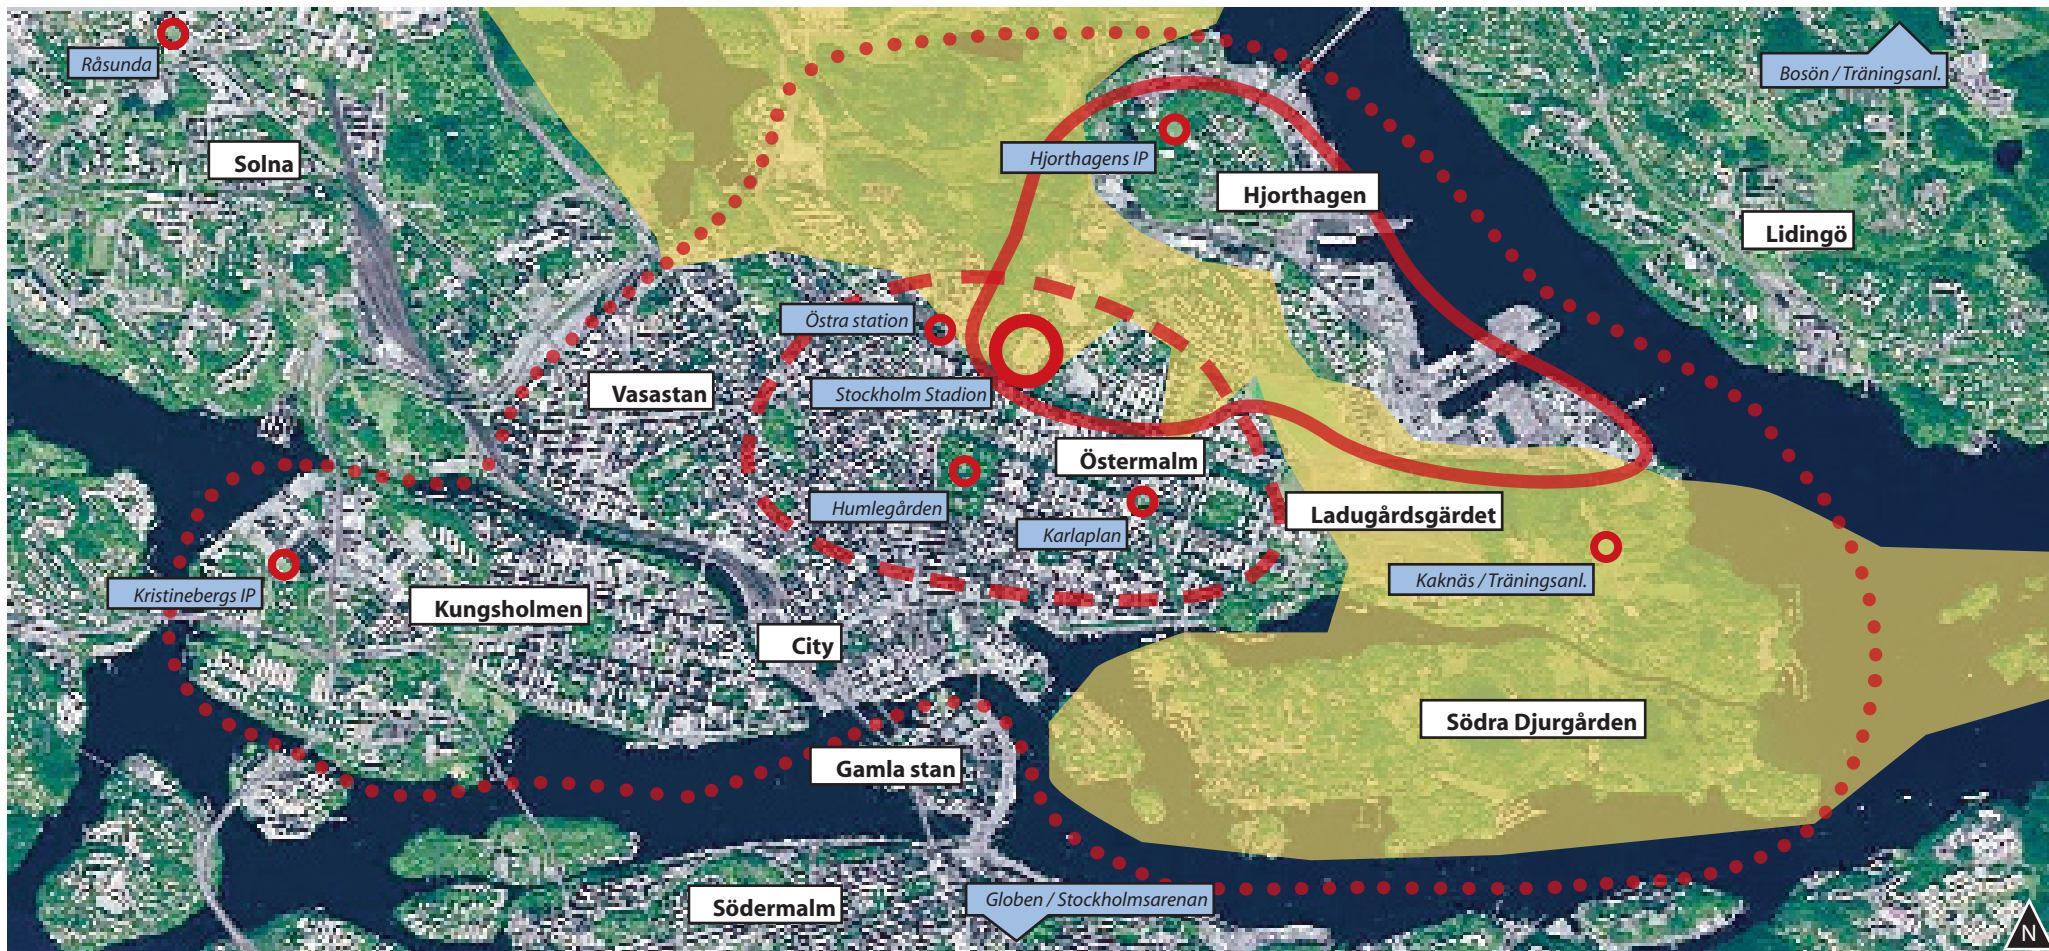 Råsunda
Bosön / Träningsanl.
Solna
Hjorthagens IP
Hjorthagen
Lidingö
Östra station
Vasastan
Stockholm Stadion
Östermalm
Humlegården
Ladugårdsgärdet
Karlaplan
Kaknäs / Träningsanl.
Kristinebergs IP
Kungsholmen
City
Södra Djurgården
Gamla stan
Globen / Stockholmsarenan
Södermalm
N